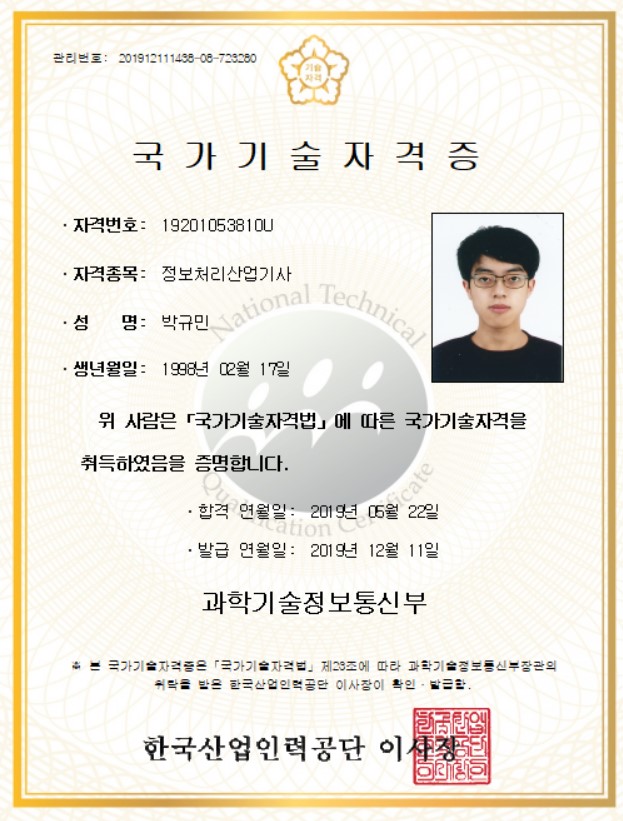 관리번호: 201912111438-08-723280
기술
자격
국가기술자격증
· 자격번호: 19201053810U
· 자격종목: 정보처리산업기사
· 성 명: 박규민
· 생년월일: 1998년 02월 17일
National Technical
위 사람은 「국가기술자격법」에 따른 국가기술자격을
취득하였음을 증명합니다.
Qualification Certificate
· 합격 연월일: 2019년 05월 22일
· 발급 연월일: 2019년 12월 11일
과학기술정보통신부
※ 본 국가기술자격증은 「국가기술자격법」 제23조에 따라 과학기술정보통신부장관의
위탁을 받은 한국산업인력공단 이사장이 확인·발급함.
한국산업인력공단 이사장